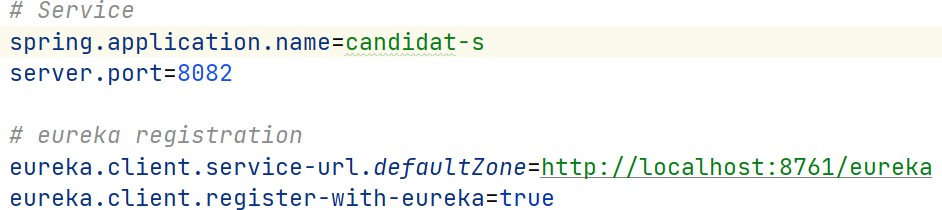 # Service
spring.application.name=candidat-s
server.port=8082
# eureka registration
eureka.client.service-url.defaultZone=http://localhost:8761/eureka
eureka.client.register-with-eureka=true